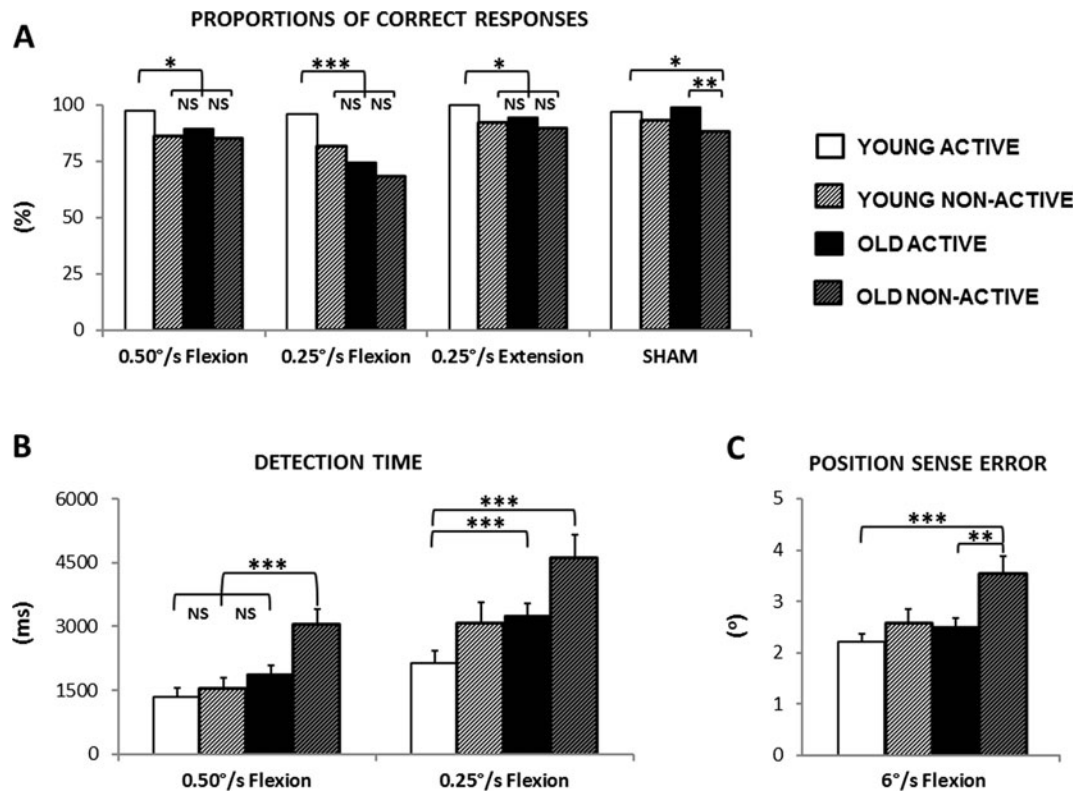 A
PROPORTIONS OF CORRECT RESPONSES
* *** * *
NS NS NS NS NS NS **
100
75
50
25
0
(%)
0.50°/s Flexion 0.25°/s Flexion 0.25°/s Extension SHAM
YOUNG ACTIVE
YOUNG NON-ACTIVE
OLD ACTIVE
OLD NON-ACTIVE
B
DETECTION TIME
6000
4500
3000
1500
0
(ms)
NS NS *** *** ***
0.50°/s Flexion 0.25°/s Flexion
C
POSITION SENSE ERROR
5
4
3
2
1
0
(°)
***
**
6°/s Flexion